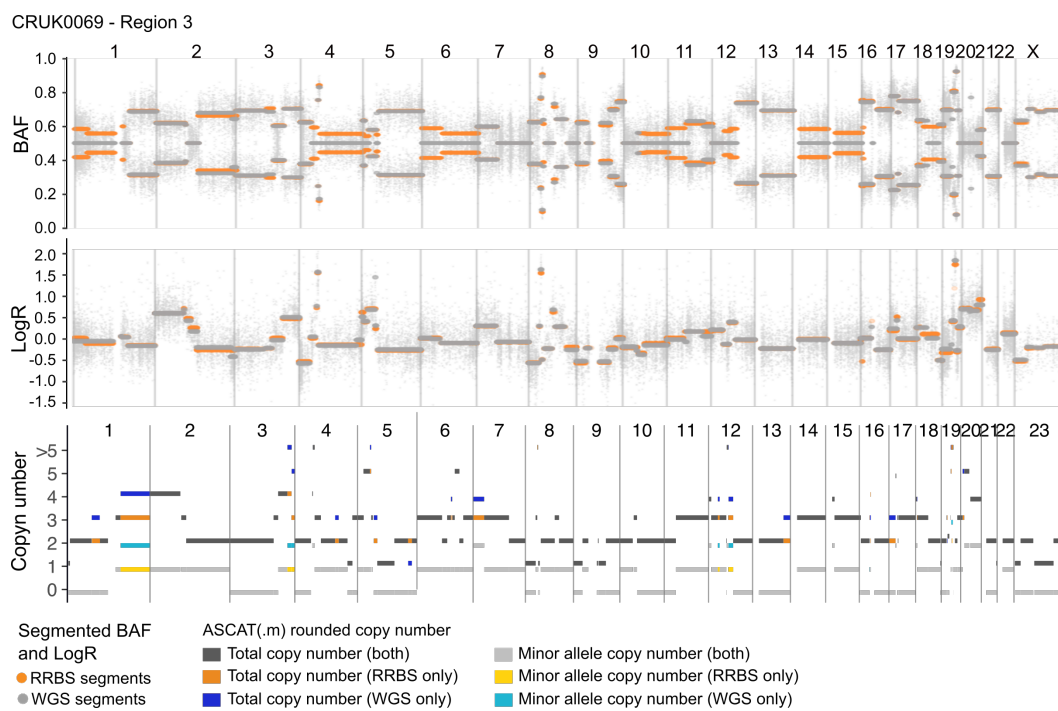 CRUK0069 - Region 3
1 2 3 4 5 6 7 8 9 10 11 12 13 14 15 16 17 18 19 20 2 22 X
BAF
1.0
0.8
0.6
0.4
0.2
0.0
LogR
2.0
1.5
1.0
0.5
0.0
-0.5
-1.0
-1.5
1 2 3 4 5 6 7 8 9 10 11 12 13 14 15 16 17 18 19 20 21 22 23
Copyn umber
>5
5
4
3
2
1
0
Segmented BAF
and LogR
RRBS segments
WGS segments
ASCAT(.m) rounded copy number
Total copy number (both)
Total copy number (RRBS only)
Total copy number (WGS only)
Minor allele copy number (both)
Minor allele copy number (RRBS only)
Minor allele copy number (WGS only)